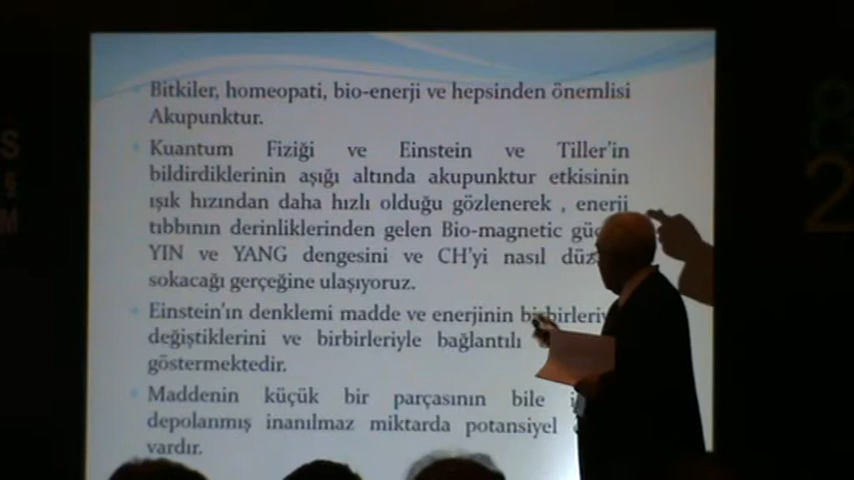 Bitkiler, homeopati, bio-enerji ve hepsinden önemlisi
Akupunktur.
Kuantum Fiziği ve Einstein ve Tiller'in
bildirdiklerinin aşığı altında akupunktur etkisinin
ışık hızından daha hızlı olduğu gözlenerek , enerji
tıbbının derinliklerinden gelen Bio-magnetic
YIN ve YANG dengesini ve CH'yi nasıl
sokacağı gerçeğine ulaşıyoruz.
Einstein'ın denklemi madde ve enerjinin
değiştiklerini ve birbirleriyle bağlantılı
göstermektedir.
Maddenin küçük bir parçasının bile
depolanmış inanılmaz miktarda potansiyel
vardır.